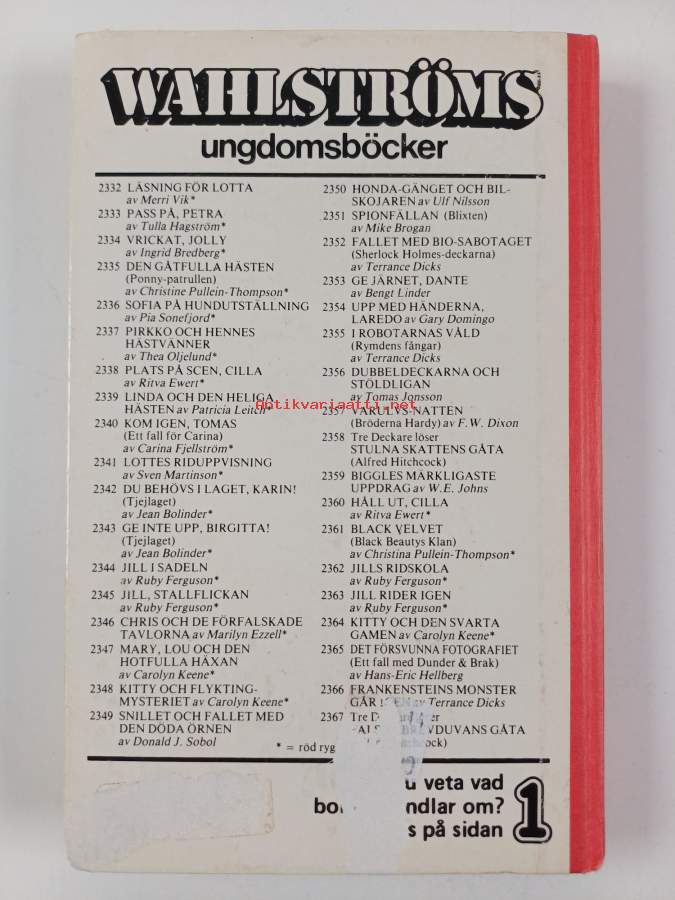 WAHLSTRÖMS
ungdomsböcker
2332 LÄSNING FÖR LOTTA
av Merri Vik*
2333 PASS PÅ, PETRA
av Tulla Hagström*
2334 VRICKAT, JOLLY
av Ingrid Bredberg*
2335 DEN GÅTFULLA HÄSTEN
(Ponny-patrullen)
av Christine Pullein-Thompson*
2336 SOFIA PÅ HUNDUTSTÄLLNING
av Pia Sonefjord*
2337 PIRKKO OCH HENNES
HÄSTVÄNNER
av Thea Oljelund*
2338 PLATS PÅ SCEN, CILLA
av Ritva Ewert*
2339 LINDA OCH DEN HELIGA
HÄSTEN av Patricia Leitch*
2340 KOM IGEN, TOMAS
(Ett fall för Carina)
av Carina Fjellström*
2341 LOTTES RIDUPPVISNING
av Sven Martinson*
2342 DU BEHÖVS I LAGET, KARIN!
(Tjejlaget)
av Jean Bolinder*
2343 GE INTE UPP, BIRGITTA!
(Tjejlaget)
av Jean Bolinder*
2344 JILL I SADELN
av Ruby Ferguson*
2345 JILL, STALLFLICKAN
av Ruby Ferguson*
2346 CHRIS OCH DE FÖRFALSKADE
TAVLORNA av Marilyn Ezzell*
2347 MARY, LOU OCH DEN
HOTFULLA HÄXAN
av Carolyn Keene*
2348 KITTY OCH FLYKTING-
MYSTERIET av Carolyn Keene*
2349 SNILLET OCH FALLET MED
DEN DÖDA ÖRNEN
av Donald J. Sobol
2350 HONDA-GÄNGET OCH BIL-
SKOJAREN av Ulf Nilsson
2351 SPIONFÄLLAN (Blixten)
av Mike Brogan
2352 FALLET MED BIO-SABOTAGET
(Sherlock Holmes-deckarna)
av Terrance Dicks
2353 GE JÄRNET, DANTE
av Bengt Linder
2354 UPP MED HÄNDERNA,
LAREDO av Gary Domingo
2355 I ROBOTARNAS VÅLD
(Rymdens fångar)
av Terrance Dicks
2356 DUBBELDECKARNA OCH
STÖLDLIGAN
av Tomas Jonsson
2357 VARULVS-NATTEN
(Bröderna Hardy) av F.W. Dixon
2358 Tre Deckare löser
STULNA SKATTENS GÅTA
(Alfred Hitchcock)
2359 BIGGLES MÄRKLIGASTE
UPPDRAG av W.E. Johns
2360 HÅLL UT, CILLA
av Ritva Ewert*
2361 BLACK VELVET
(Black Beautys Klan)
av Christina Pullein-Thompson*
2362 JILLS RIDSKOLA
av Ruby Ferguson*
2363 JILL RIDER IGEN
av Ruby Ferguson*
2364 KITTY OCH DEN SVARTA
GAMEN av Carolyn Keene*
2365 DET FÖRSVUNNA FOTOGRAFIET
(Ett fall med Dunder & Brak)
av Hans-Eric Hellberg
2366 FRANKENSTEINS MONSTER
GÅR av Terrance Dicks
2367 Tre
DUVANS GÅTA
* = röd ryg
Antikvariaatti.net
veta vad
om?
på sidan
1